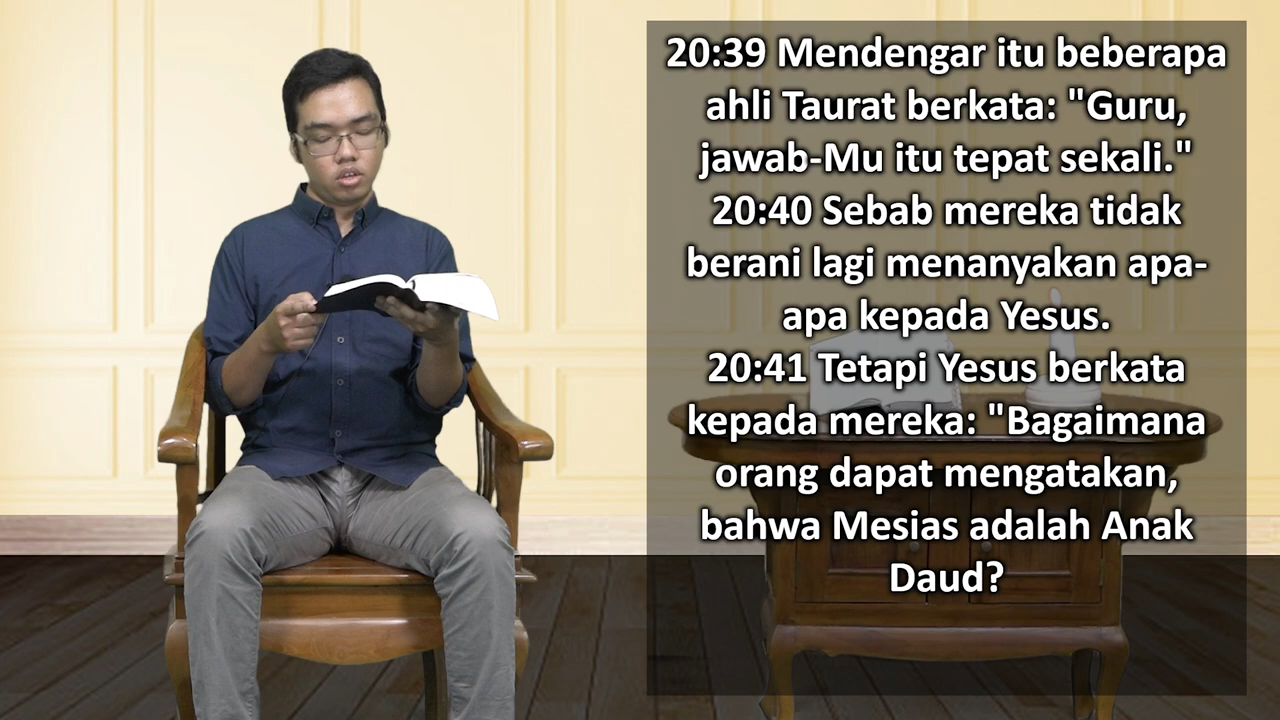 20:39 Mendengar itu beberapa
ahli Taurat berkata: "Guru,
jawab-Mu itu tepat sekali."
20:40 Sebab mereka tidak
berani lagi menanyakan apa-
apa kepada Yesus.
20:41 Tetapi Yesus berkata
kepada mereka: "Bagaimana
orang dapat mengatakan,
bahwa Mesias adalah Anak
Daud?